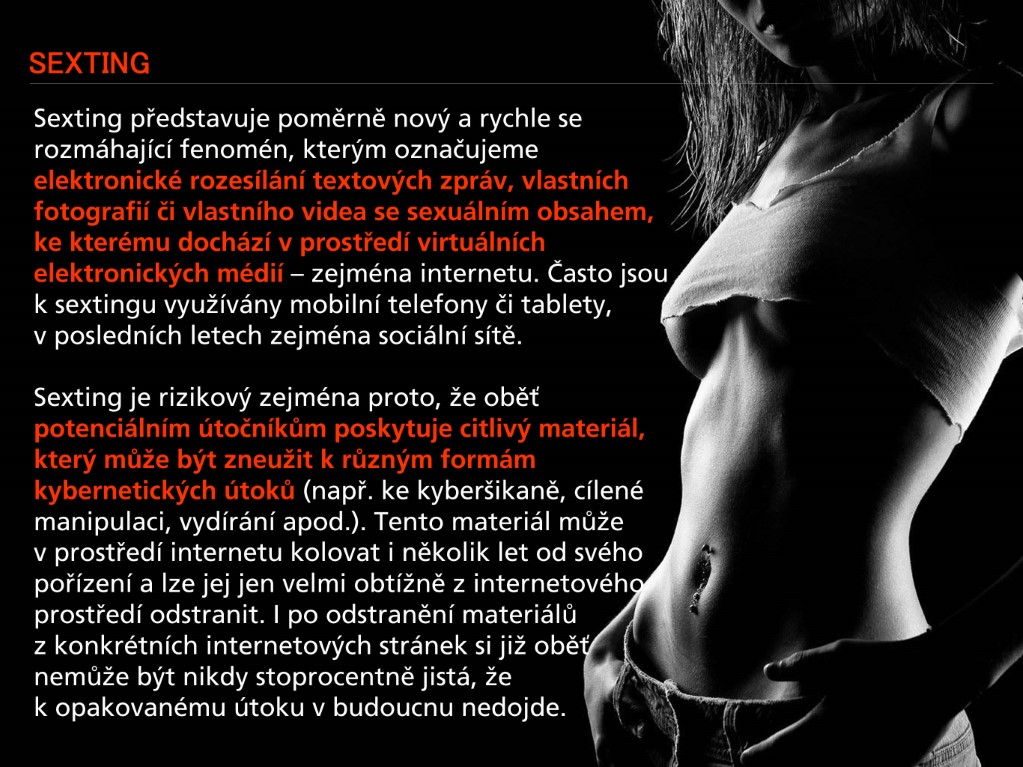 SEXTING
Sexting představuje poměrně nový a rychle se
rozmáhající fenomén, kterým označujeme
elektronické rozesílání textových zpráv, vlastních
fotografií či vlastního videa se sexuálním obsahem,
ke kterému dochází v prostředí virtuálních
elektronických médií – zejména internetu. Často jsou
k sextingu využívány mobilní telefony či tablety,
v posledních letech zejména sociální sítě.
Sexting je rizikový zejména proto, že oběť
potenciálním útočníkům poskytuje citlivý materiál,
který může být zneužit k různým formám
kybernetických útoků (např. ke kyberšikaně, cílené
manipulaci, vydírání apod.). Tento materiál může
v prostředí internetu kolovat i několik let od svého
pořízení a lze jej jen velmi obtížně z internetového
prostředí odstranit. I po odstranění materiálů
z konkrétních internetových stránek si již oběť
nemůže být nikdy stoprocentně jistá, že
k opakovanému útoku v budoucnu nedojde.